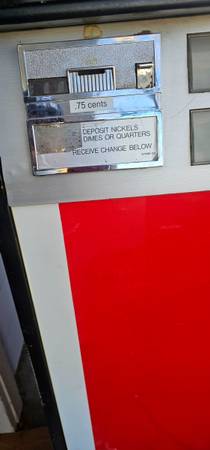 .75 cents
DEPOSIT NICKELS
DIMES OR QUARTERS
RECEIVE CHANGE BELOW